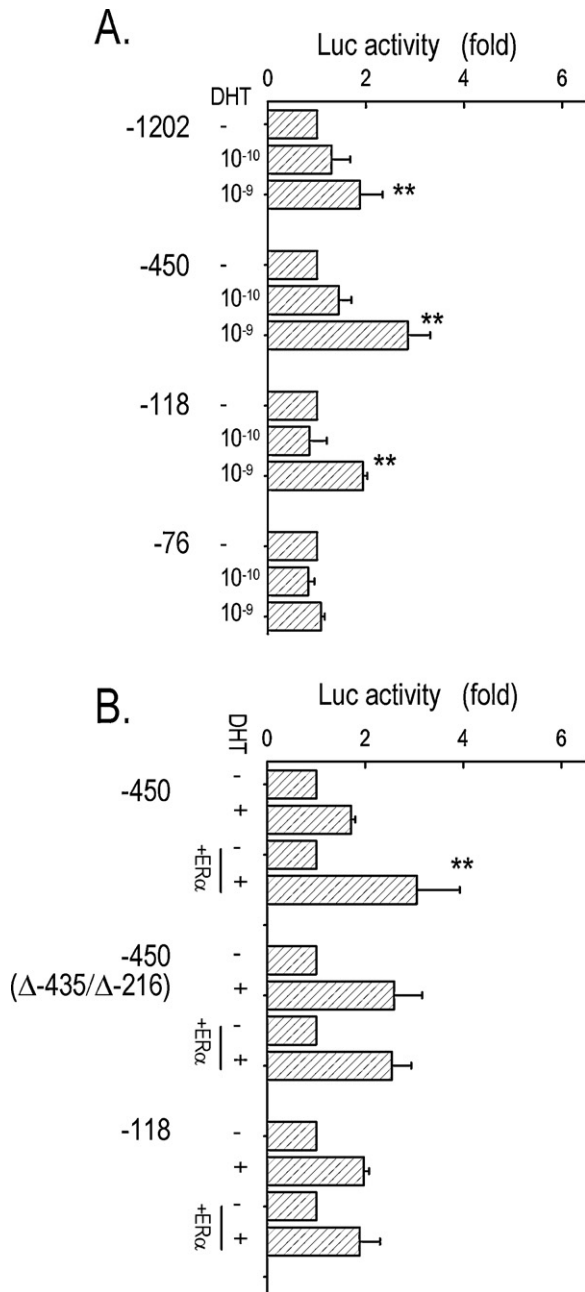 A.
Luc activity (fold)
0 2 4 6
DHT
-1202 -
10⁻¹⁰
10⁻⁹ **
-450 -
10⁻¹⁰
10⁻⁹ **
-118 -
10⁻¹⁰
10⁻⁹ **
-76 -
10⁻¹⁰
10⁻⁹
B.
Luc activity (fold)
DHT
0 2 4 6
-450 -
+
+ERα - **
+
-450 -
(Δ-435/Δ-216) +
+ERα -
+
-118 -
+
+ERα -
+